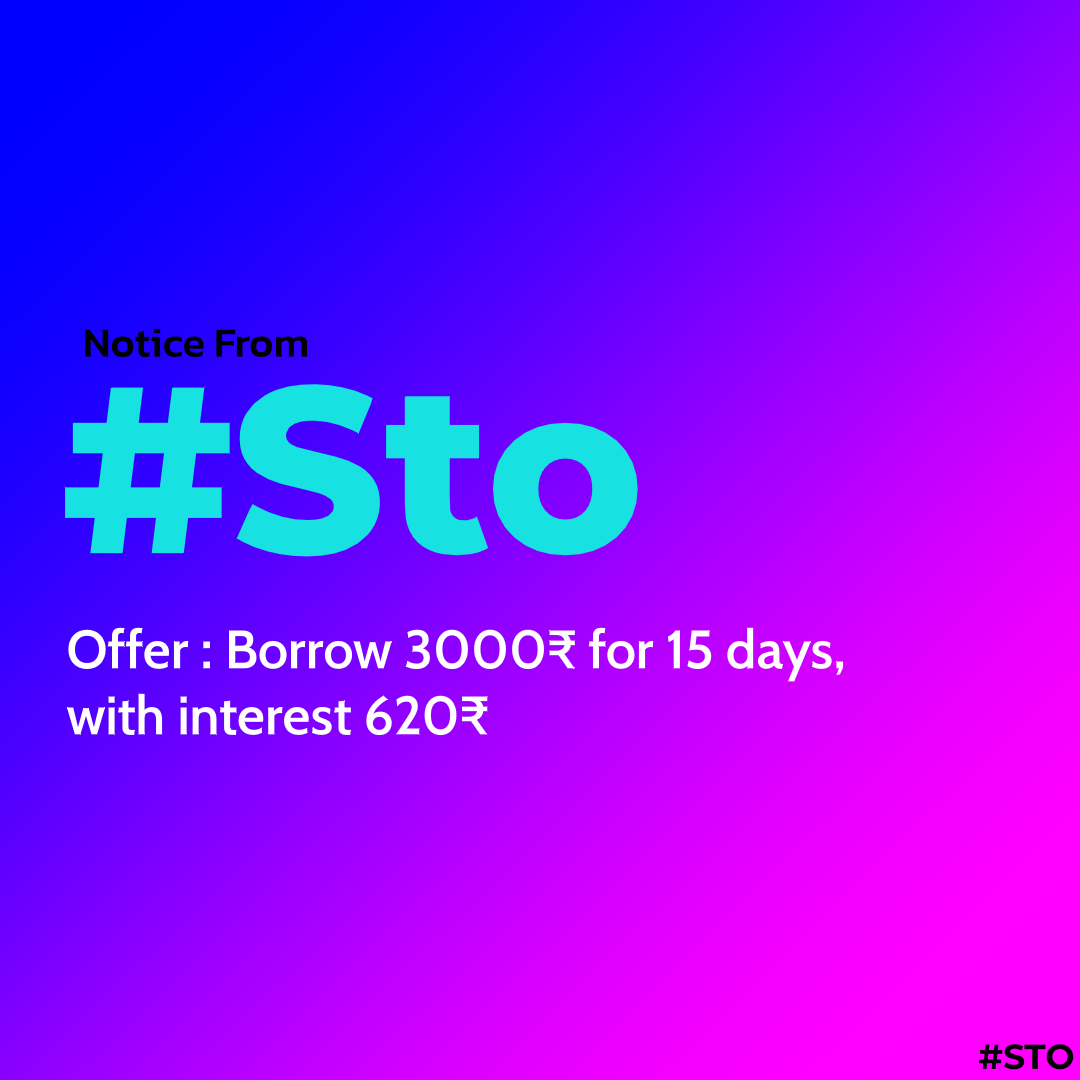 Notice From
#Sto
Offer : Borrow 3000₹ for 15 days,
with interest 620₹
#STO